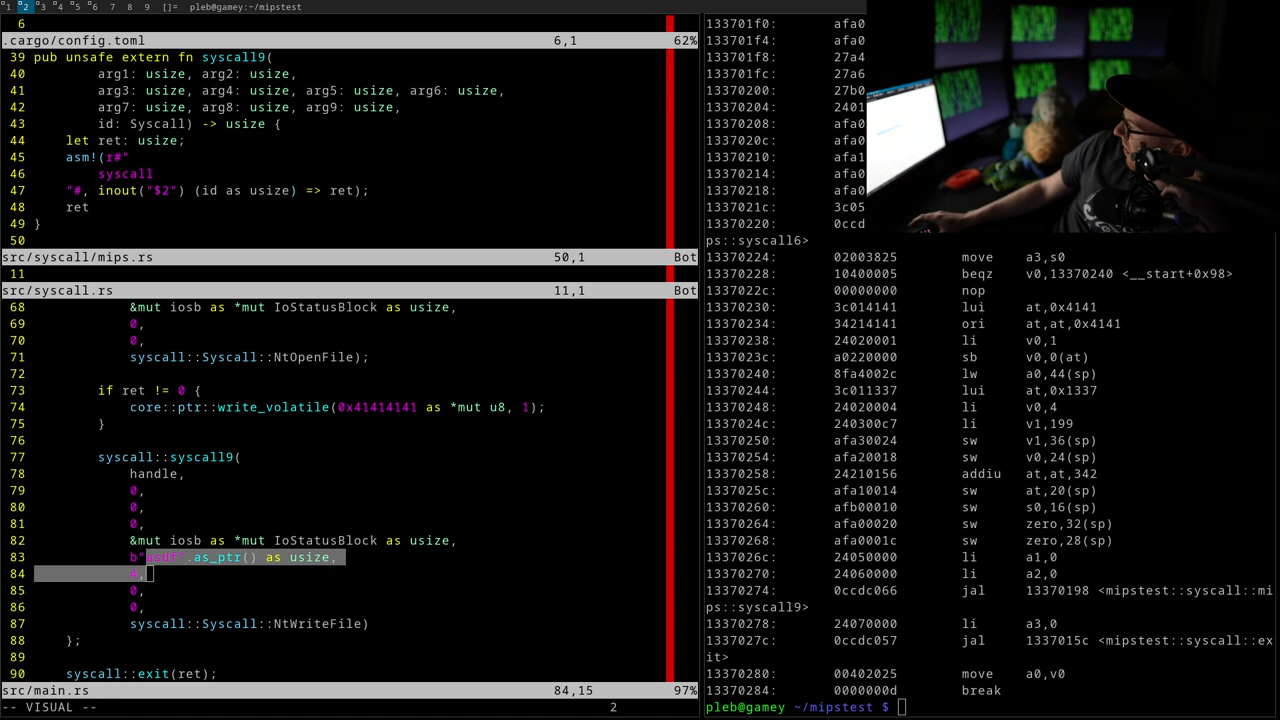 1 2 3 4 5 6 7 8 9 []= pleb@gamey:~/mipstest
6
.cargo/config.toml 6,1 62%
39 pub unsafe extern fn syscall9(
40 arg1: usize, arg2: usize,
41 arg3: usize, arg4: usize, arg5: usize, arg6: usize,
42 arg7: usize, arg8: usize, arg9: usize,
43 id: Syscall) -> usize {
44 let ret: usize;
45 asm!(r#"
46 syscall
47 "#, inout("$2") (id as usize) => ret);
48 ret
49 }
50
src/syscall/mips.rs 50,1 Bot
11
src/syscall.rs 11,1 Bot
68 &mut iosb as *mut IoStatusBlock as usize,
69 0,
70 0,
71 syscall::Syscall::NtOpenFile);
72
73 if ret != 0 {
74 core::ptr::write_volatile(0x41414141 as *mut u8, 1);
75 }
76
77 syscall::syscall9(
78 handle,
79 0,
80 0,
81 0,
82 &mut iosb as *mut IoStatusBlock as usize,
83 b"asdf".as_ptr() as usize,
84 4,
85 0,
86 0,
87 syscall::Syscall::NtWriteFile)
88 };
89
90 syscall::exit(ret);
src/main.rs 84,15 97%
-- VISUAL -- 2
133701f0: afa0
133701f4: afa0
133701f8: 27a4
133701fc: 27a6
13370200: 27b0
13370204: 2401
13370208: afa0
1337020c: afa0
13370210: afa1
13370214: afa0
13370218: afa0
1337021c: 3c05
13370220: 0ccd
ps::syscall6>
13370224: 02003825 move a3,s0
13370228: 10400005 beqz v0,13370240 <__start+0x98>
1337022c: 00000000 nop
13370230: 3c014141 lui at,0x4141
13370234: 34214141 ori at,at,0x4141
13370238: 24020001 li v0,1
1337023c: a0220000 sb v0,0(at)
13370240: 8fa4002c lw a0,44(sp)
13370244: 3c011337 lui at,0x1337
13370248: 24020004 li v0,4
1337024c: 240300c7 li v1,199
13370250: afa30024 sw v1,36(sp)
13370254: afa20018 sw v0,24(sp)
13370258: 24210156 addiu at,at,342
1337025c: afa10014 sw at,20(sp)
13370260: afb00010 sw s0,16(sp)
13370264: afa00020 sw zero,32(sp)
13370268: afa0001c sw zero,28(sp)
1337026c: 24050000 li a1,0
13370270: 24060000 li a2,0
13370274: 0ccdc066 jal 13370198 <mipstest::syscall::mi
ps::syscall9>
13370278: 24070000 li a3,0
1337027c: 0ccdc057 jal 1337015c <mipstest::syscall::ex
it>
13370280: 00402025 move a0,v0
13370284: 0000000d break
pleb@gamey ~/mipstest $